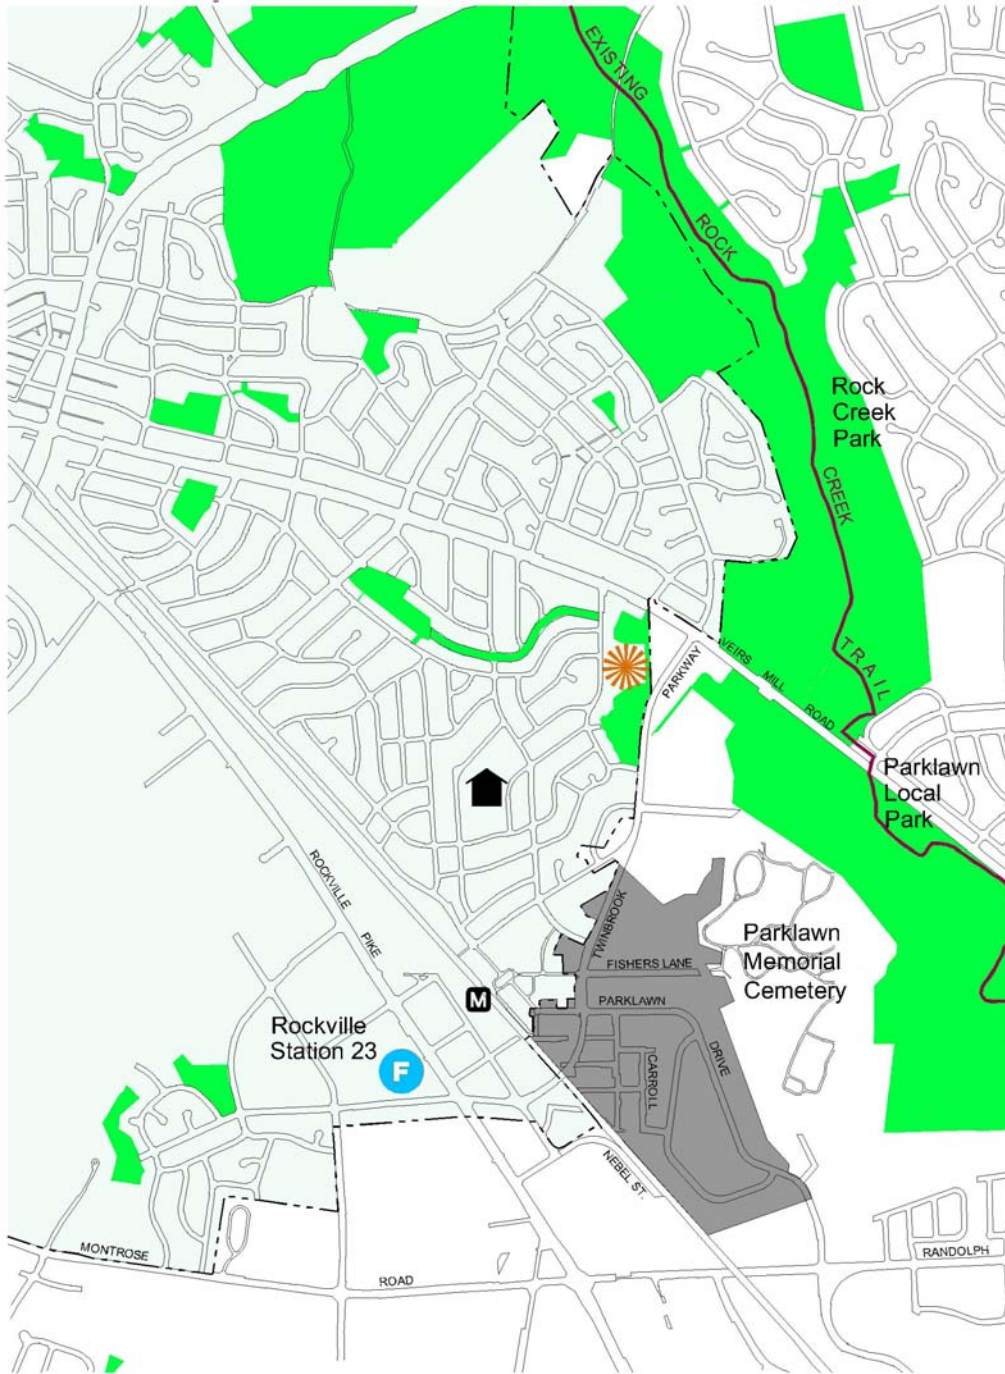 EXISTING
ROCK
Rock
Creek
Park
CREEK
TRAIL
PARKWAY
VEIRS MILL ROAD
Parklawn
Local
Park
ROCKVILLE PIKE
TWINBROOK
Parklawn
Memorial
Cemetery
FISHERS LANE
M
PARKLAWN
DRIVE
Rockville
Station 23
F
CARROLL
NEBEL ST.
MONTROSE
ROAD
RANDOLPH